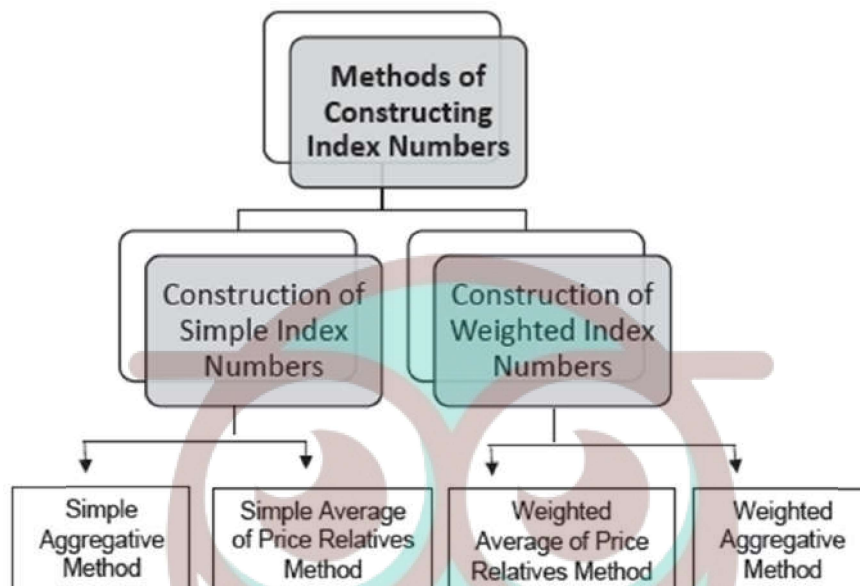 Methods of
Constructing
Index Numbers
Construction of
Simple Index
Numbers
Construction of
Weighted Index
Numbers
Simple
Aggregative
Method
Simple Average
of Price Relatives
Method
Weighted
Average of Price
Relatives Method
Weighted
Aggregative
Method